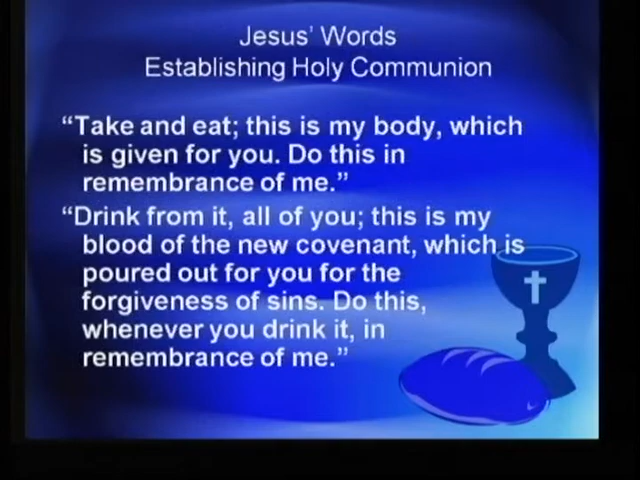 Jesus’ Words
Establishing Holy Communion
“Take and eat; this is my body, which
is given for you. Do this in
remembrance of me.”
“Drink from it, all of you; this is my
blood of the new covenant, which is
poured out for you for the
forgiveness of sins. Do this,
whenever you drink it, in
remembrance of me.”